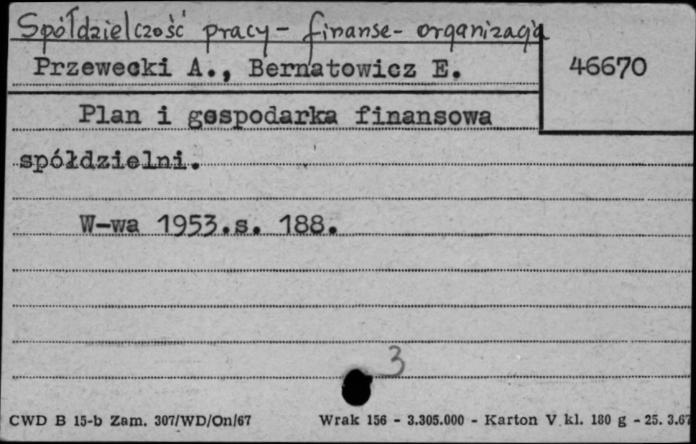 Spółdzielczość pracy - finanse - organizacja
Przewecki A., Bernatowicz E.
46670
Plan i gospodarka finansowa
spółdzielni.
W-wa 1953.s. 188.
3
CWD B 15-b Zam. 307/WD/On/67
Wrak 156 - 3.305.000 - Karton V kl. 180 g - 25. 3.67